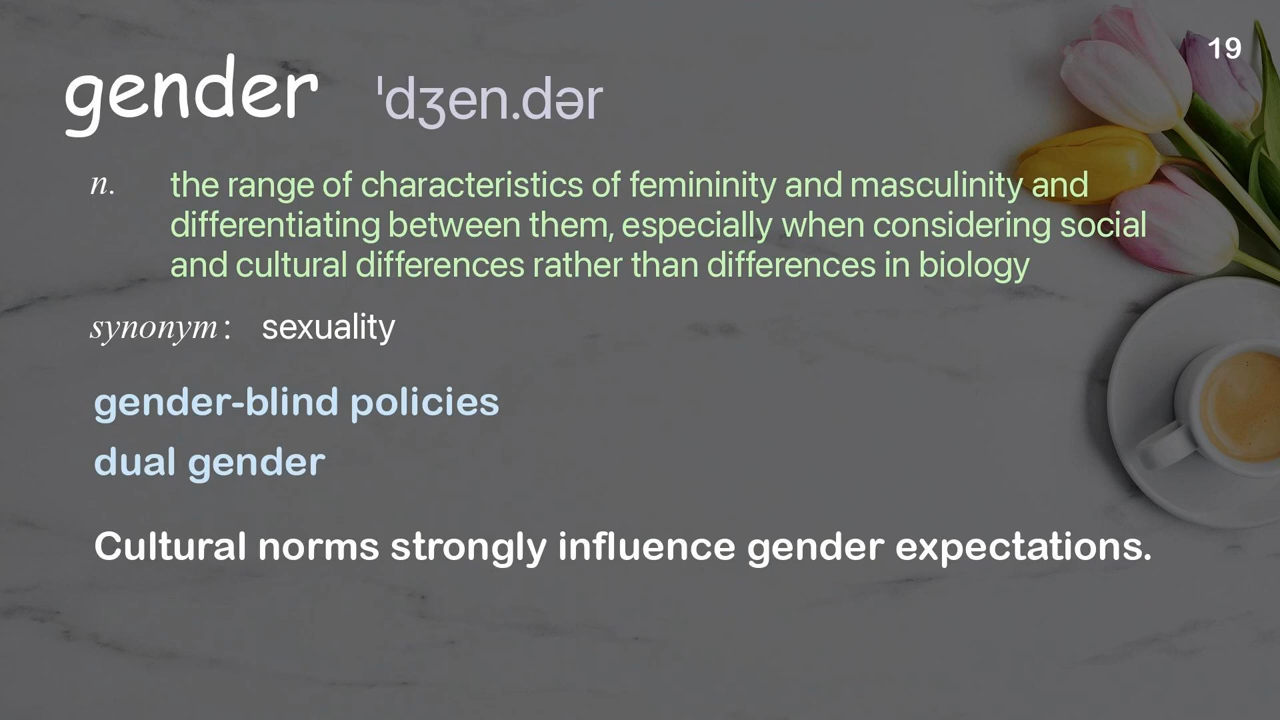 19
gender ˈdʒen.dər
n. the range of characteristics of femininity and masculinity and
differentiating between them, especially when considering social
and cultural differences rather than differences in biology
synonym: sexuality
gender-blind policies
dual gender
Cultural norms strongly influence gender expectations.